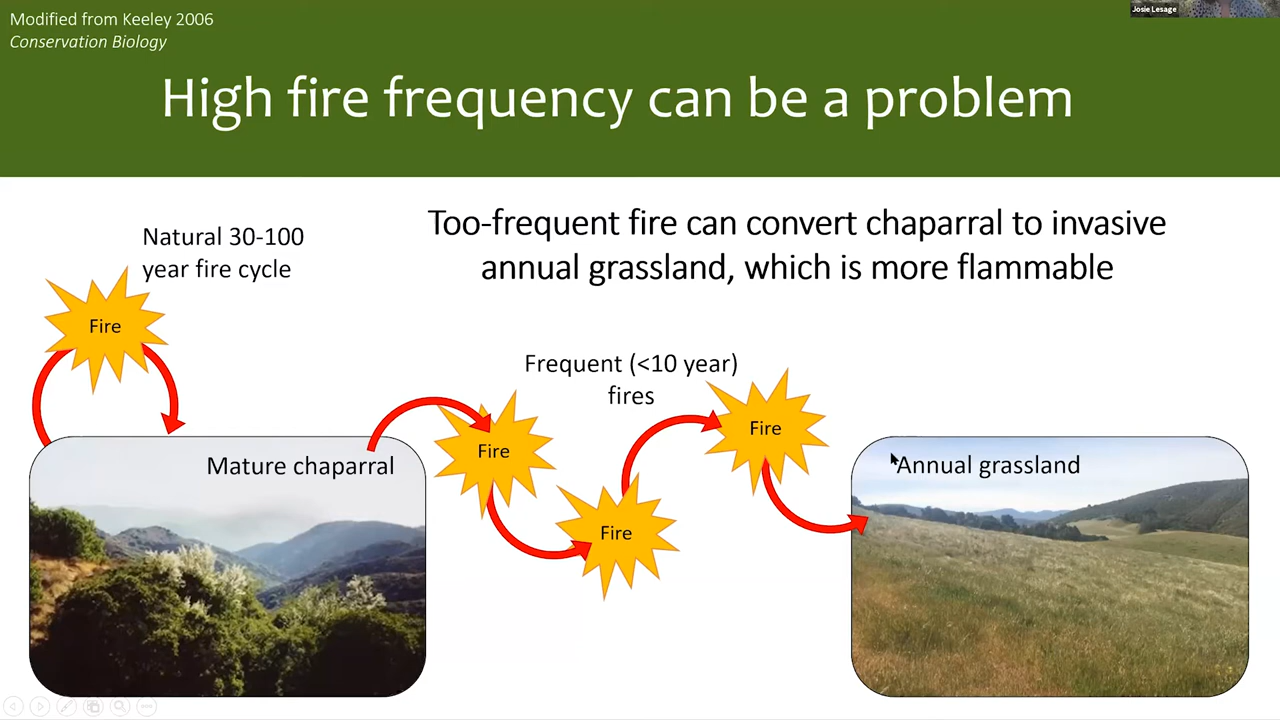 Modified from Keeley 2006
Conservation Biology
Josie Lesage
High fire frequency can be a problem
Too-frequent fire can convert chaparral to invasive
annual grassland, which is more flammable
Natural 30-100
year fire cycle
Fire
Frequent (<10 year)
fires
Fire
Fire
Fire
Mature chaparral
Annual grassland